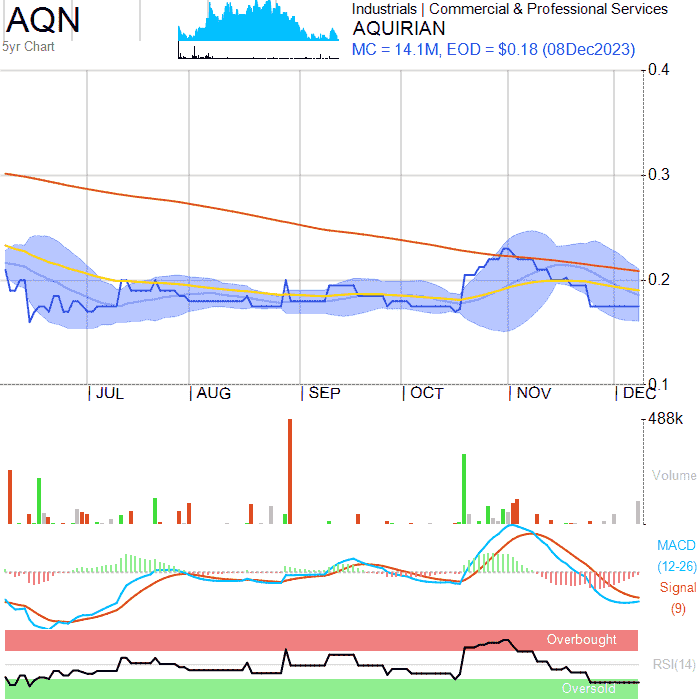 AQN
5yr Chart
Industrials | Commercial & Professional Services
AQUIRIAN
MC = 14.1M, EOD = $0.18 (08Dec2023)
0.4
0.3
0.2
0.1
JUL
AUG
SEP
OCT
NOV
DEC
488k
Volume
MACD
(12-26)
Signal
(9)
Overbought
RSI(14)
Oversold